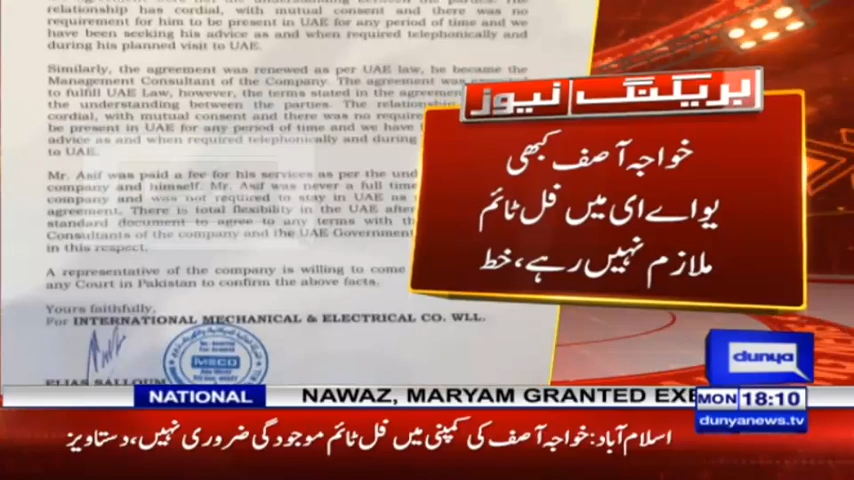 relationship has cordial, with mutual consent and there was no
requirement for him to be present in UAE for any period of time and we
have been seeking his advice as and when required telephonically and
during his planned visit to UAE.
Similarly, the agreement was renewed as per UAE law, he became the
Management Consultant of the Company. The agreement was
to fulfill UAE Law, however, the terms stated in the agreement
the understanding between the parties. The relationship
cordial, with mutual consent and there was no
be present in UAE for any period of time and we have
advice as and when required telephonically and during
to UAE.
Mr. Asif was paid a fee for his services as per the
company and himself. Mr. Asif was never a full time
and was not required to stay in UAE as
agreement. There is total flexibility in the UAE after
standard document to agree to any terms with
Consultants of the company and the UAE Government
in this respect.
A representative of the company is willing to come
any Court in Pakistan to confirm the above facts.
Yours faithfully,
For INTERNATIONAL MECHANICAL & ELECTRICAL CO. WLL.
IMECO
ELIAS SALLOUM
بریکنگ نیوز
خواجہ آصف کبھی
یو اے ای میں فل ٹائم
ملازم نہیں رہے، خط
dunya
NATIONAL
NAWAZ, MARYAM GRANTED EXE
MON 18:10
dunyanews.tv
اسلام آباد: خواجہ آصف کی کمپنی میں فل ٹائم موجودگی ضروری نہیں، دستاویز